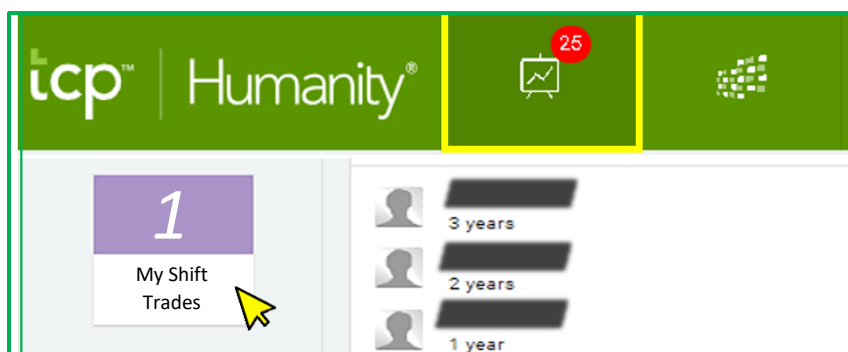 tcp™ Humanity®
25
1
My Shift
Trades
3 years
2 years
1 year